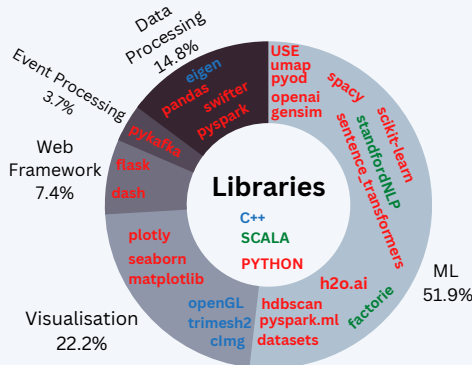 Data
Processing
14.8%
Event Processing
3.7%
Web
Framework
7.4%
Visualisation
22.2%
ML
51.9%
Libraries
C++
SCALA
PYTHON
eigen
pandas
swifter
pyspark
pykafka
flask
dash
plotly
seaborn
matplotlib
openGL
trimesh2
cImg
USE
umap
pyod
openai
gensim
spacy
scikit-learn
standfordNLP
sentence_transformers
h2o.ai
factorie
hdbscan
pyspark.ml
datasets